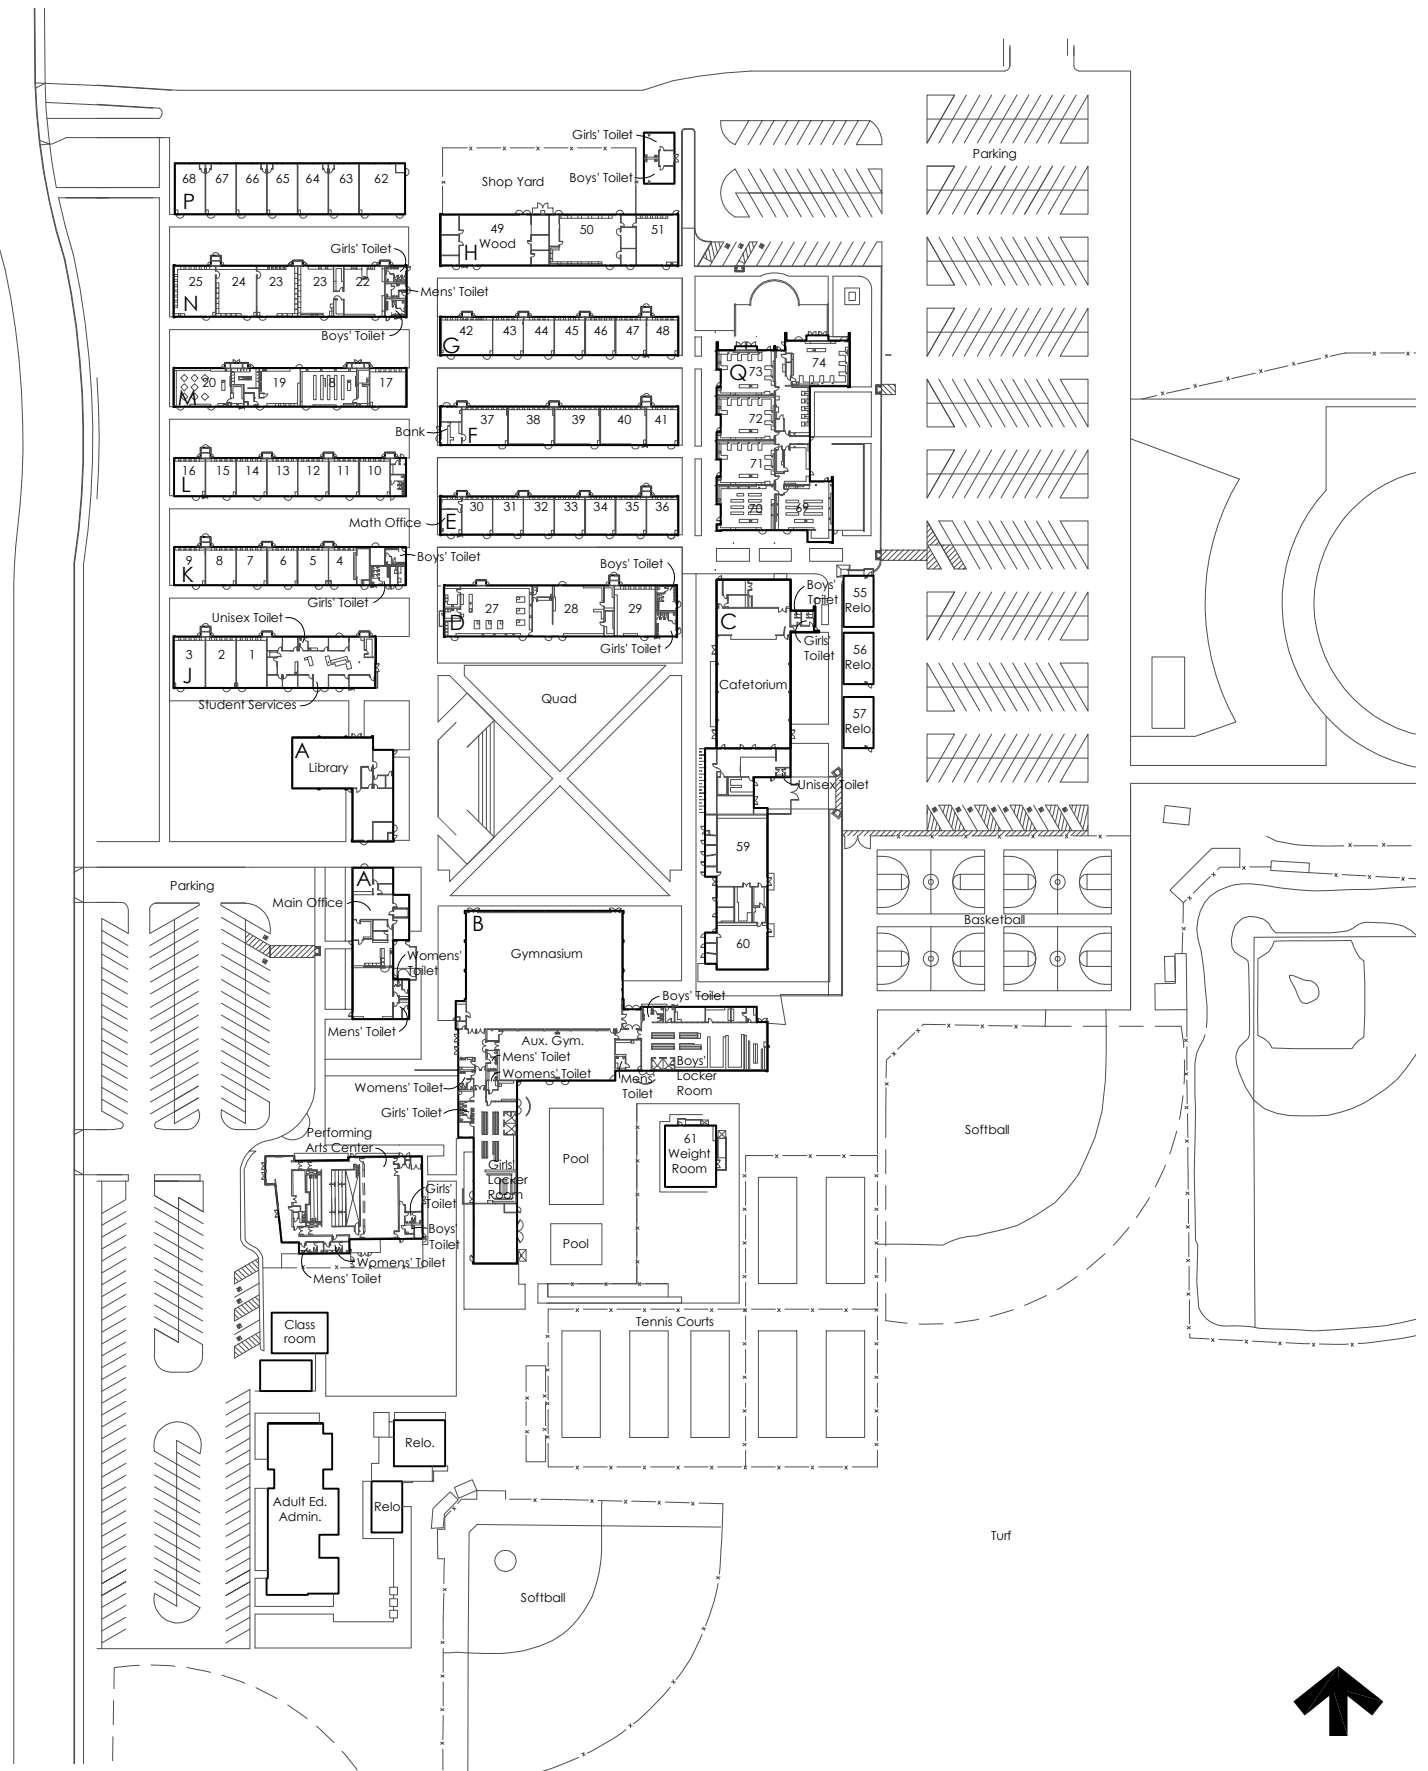 Girls' Toilet
Parking
Boys' Toilet
Shop Yard
68 67 66 65 64 63 62
P
49 50 51
Wood
H
Girls' Toilet
25 24 23 23 22
Mens' Toilet
N
Boys' Toilet
42 43 44 45 46 47 48
G
Q 73 74
20 19 18 17
M
Bank
37 38 39 40 41
F
72
16 15 14 13 12 11 10
L
71
Math Office
E
30 31 32 33 34 35 36
70 69
Boys' Toilet
9 8 7 6 5 4
K
Girls' Toilet
Boys' Toilet
27 28 29
D
Girls' Toilet
Boys'
Toilet
C
Girls'
Toilet
55
Relo.
56
Relo.
57
Relo.
Unisex Toilet
3 2 1
J
Student Services
Quad
Cafetorium
A
Library
Unisex Toilet
59
60
Parking
A
Main Office
Womens'
Toilet
Mens' Toilet
B
Gymnasium
Basketball
Boys' Toilet
Aux. Gym.
Mens' Toilet
Womens' Toilet
Womens' Toilet
Mens'
Toilet
Boys'
Locker
Room
Girls' Toilet
Performing
Arts Center
Girls'
Locker
Room
Pool
61
Weight
Room
Softball
Girls'
Toilet
Boys'
Toilet
Pool
Womens' Toilet
Mens' Toilet
Class
room
Tennis Courts
Relo.
Adult Ed.
Admin.
Relo.
Turf
Softball